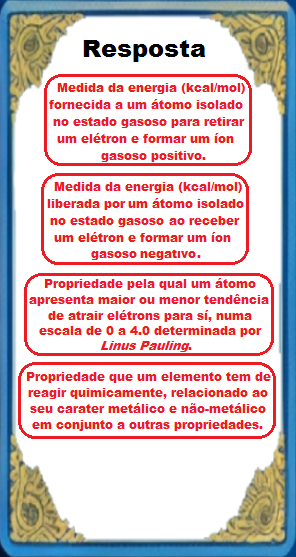 Resposta
Medida da energia (kcal/mol)
fornecida a um átomo isolado
no estado gasoso para retirar
um elétron e formar um íon
gasoso positivo.
Medida da energia (kcal/mol)
liberada por um átomo isolado
no estado gasoso ao receber
um elétron e formar um íon
gasoso negativo.
Propriedade pela qual um átomo
apresenta maior ou menor tendência
de atrair elétrons para sí, numa
escala de 0 a 4.0 determinada por
Linus Pauling.
Propriedade que um elemento tem de
reagir quimicamente, relacionado ao
seu carater metálico e não-metálico
em conjunto a outras propriedades.